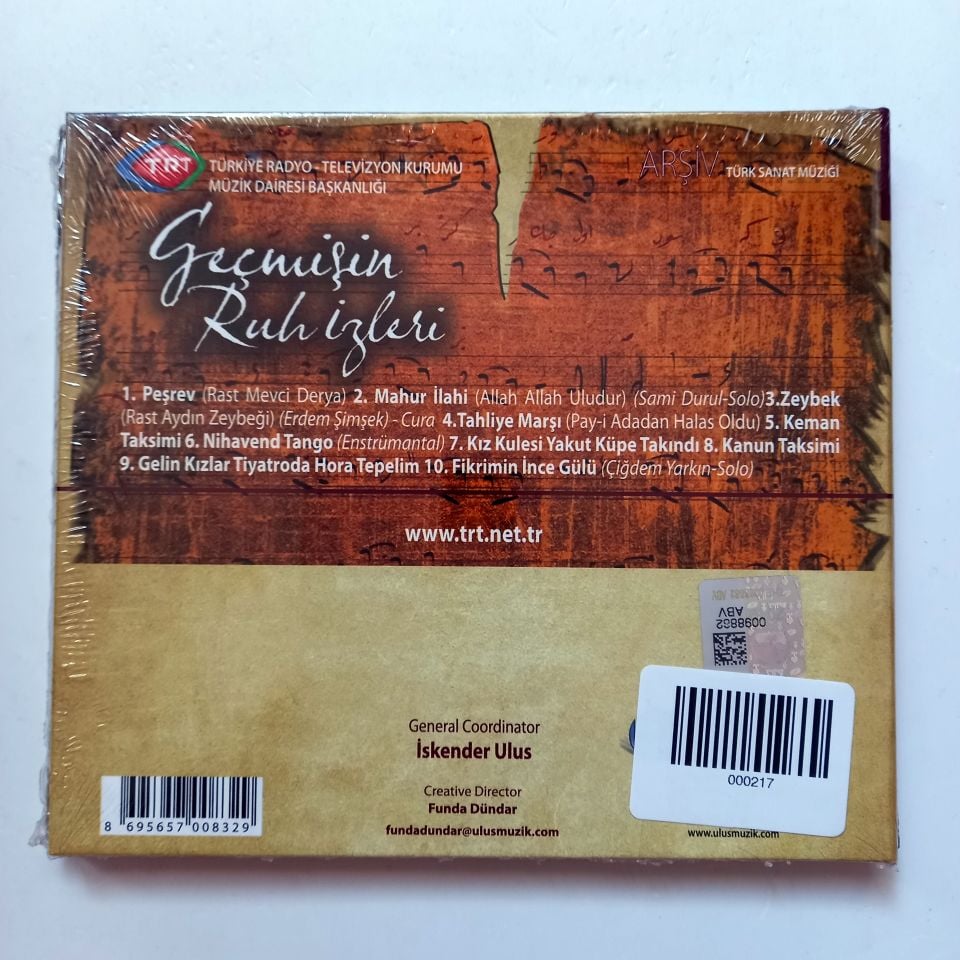 TRT
TÜRKİYE RADYO - TELEVİZYON KURUMU
MÜZİK DAİRESİ BAŞKANLIĞI
ARŞİV TÜRK SANAT MÜZİĞİ
Geçmişin
Ruh İzleri
1. Peşrev (Rast Mevci Derya) 2. Mahur İlahi (Allah Allah Uludur) (Sami Durul-Solo)3.Zeybek
(Rast Aydın Zeybeği) (Erdem Şimşek) - Cura 4.Tahliye Marşı (Pay-i Adadan Halas Oldu) 5. Keman
Taksimi 6. Nihavend Tango (Enstrümantal) 7. Kız Kulesi Yakut Küpe Takındı 8. Kanun Taksimi
9. Gelin Kızlar Tiyatroda Hora Tepelim 10. Fikrimin İnce Gülü (Çiğdem Yarkın-Solo)
www.trt.net.tr
ABV
0098862
General Coordinator
İskender Ulus
000217
Creative Director
Funda Dündar
8 695657 008329
fundadundar@ulusmuzik.com
www.ulusmuzik.com